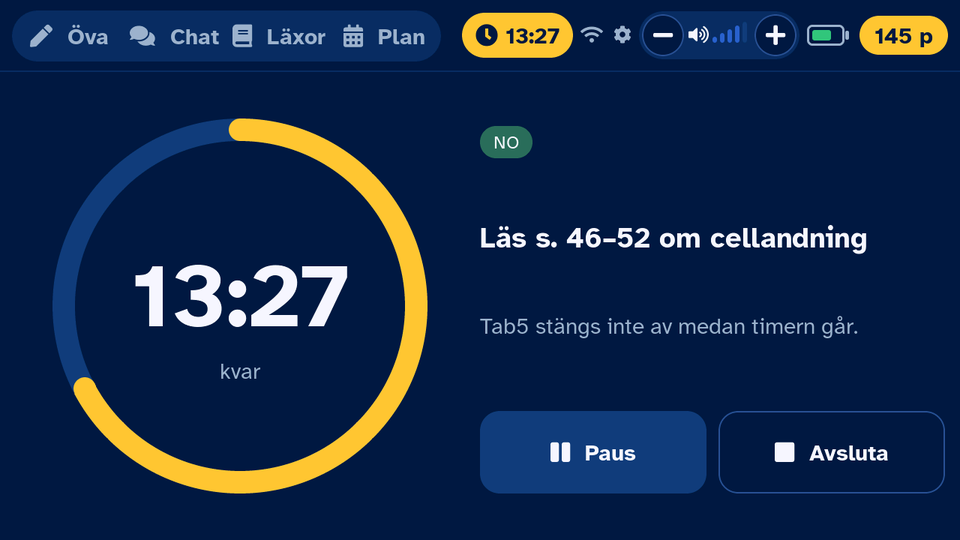 Öva Chat Läxor Plan 13:27 145 p
NO
Läs s. 46–52 om cellandning
13:27
kvar
Tab5 stängs inte av medan timern går.
Paus Avsluta